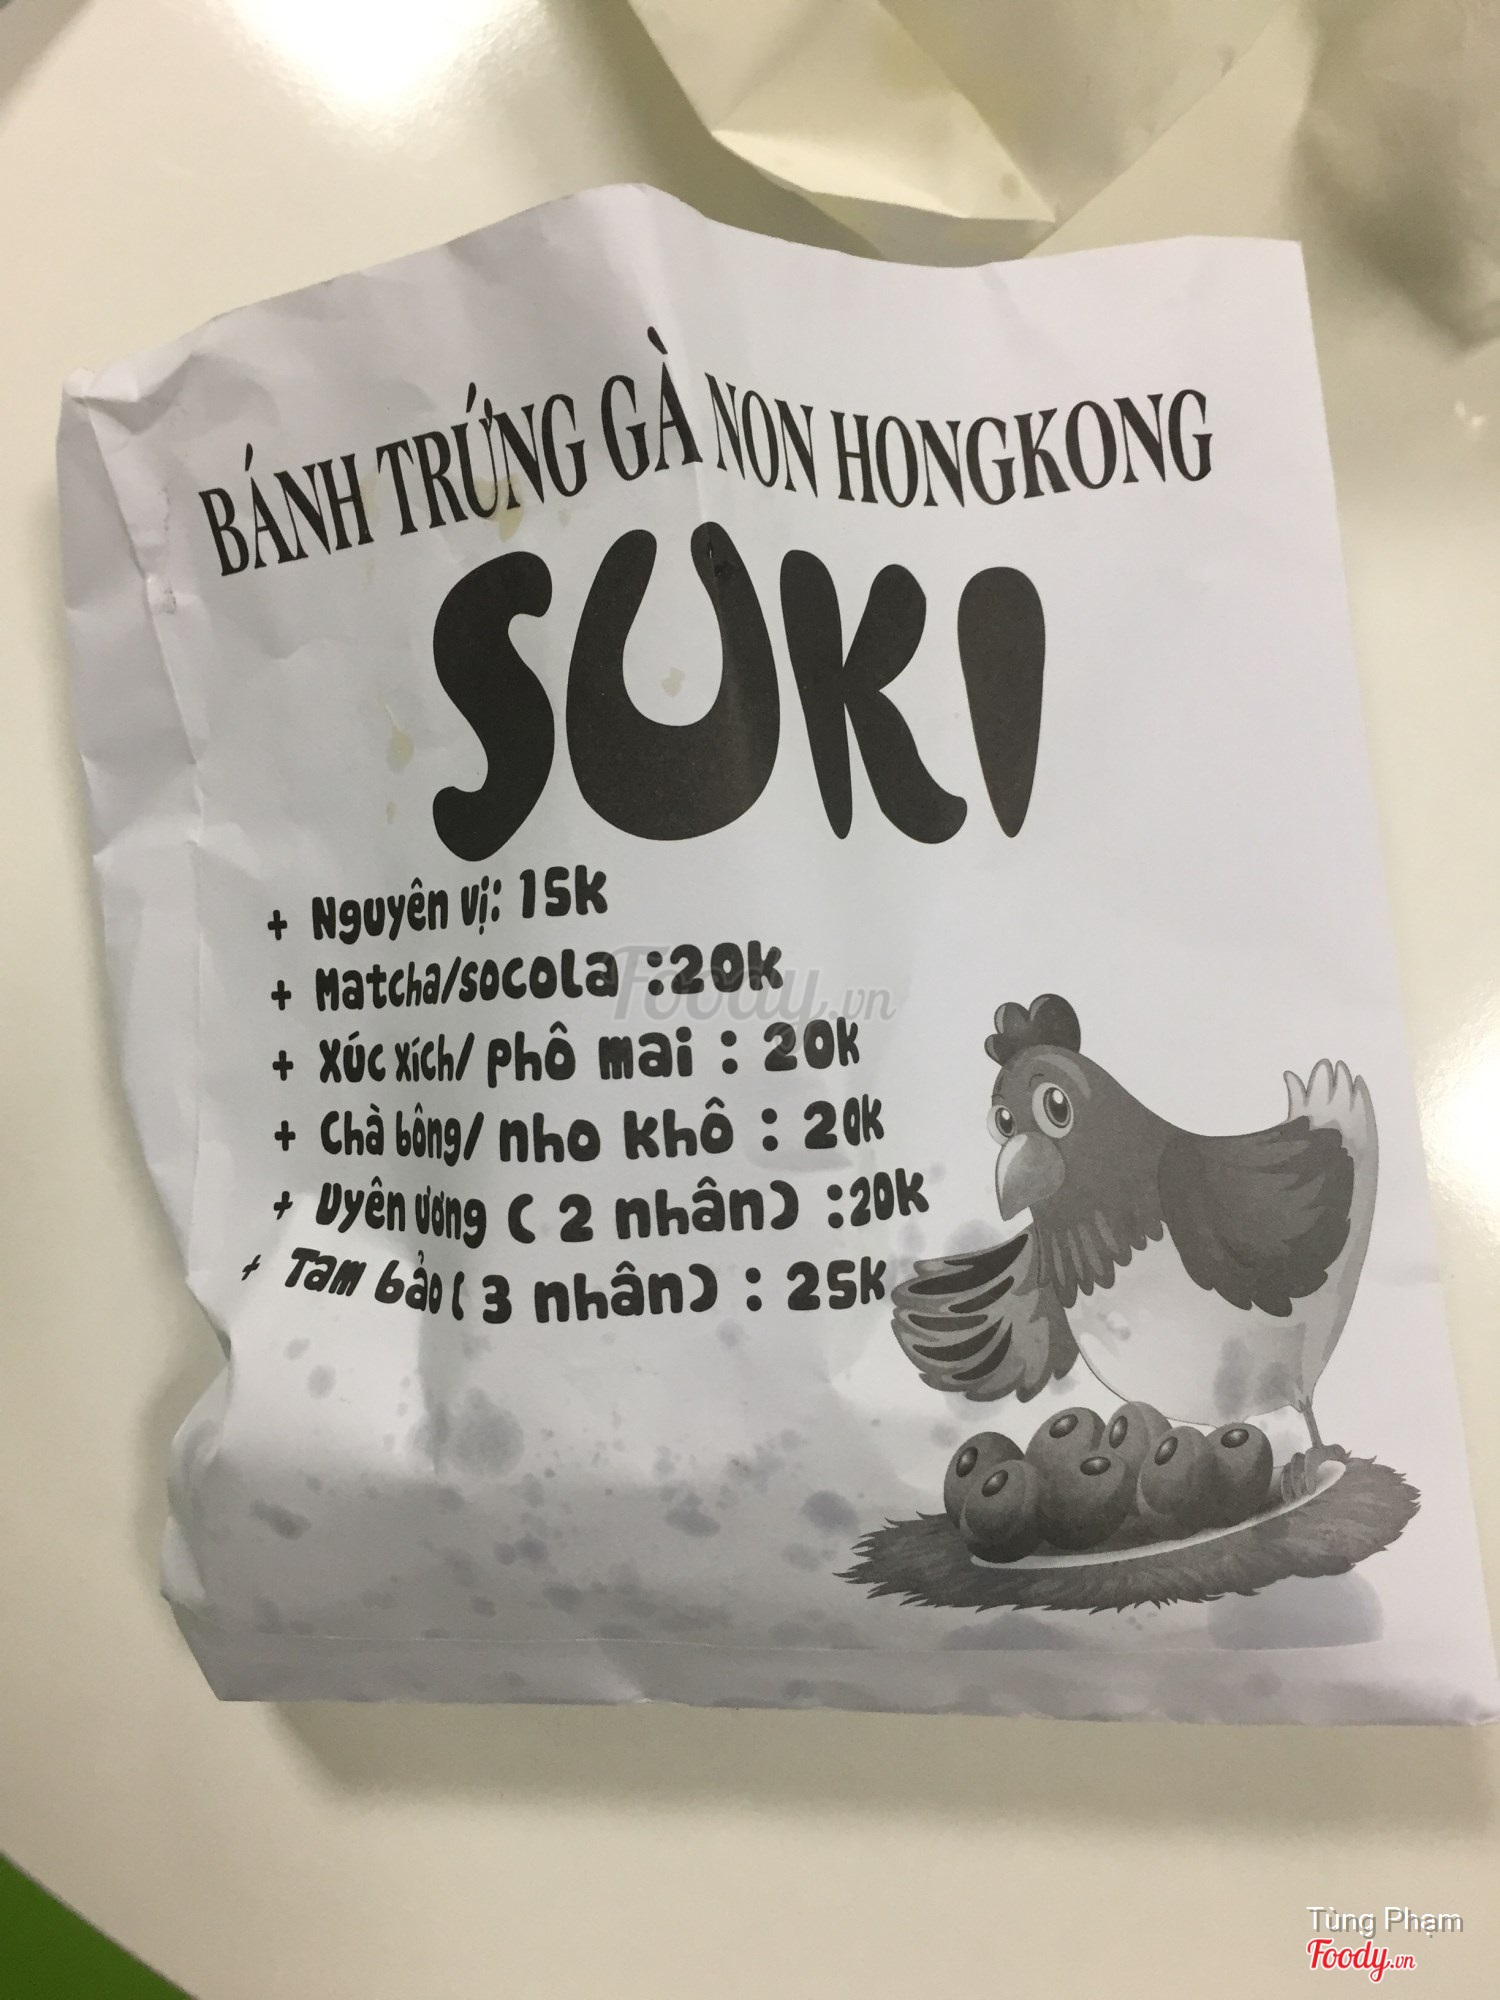 BÁNH TRỨNG GÀ NON HONGKONG
SUKI
+ Nguyên vị: 15k
+ Matcha/socola :20k
+ Xúc xích/ phô mai : 20k
+ Chà bông/ nho khô : 20k
+ Uyên ương ( 2 nhân) :20k
+ Tam bảo( 3 nhân) : 25k
Foody.vn
Tùng Phạm
Foody.vn